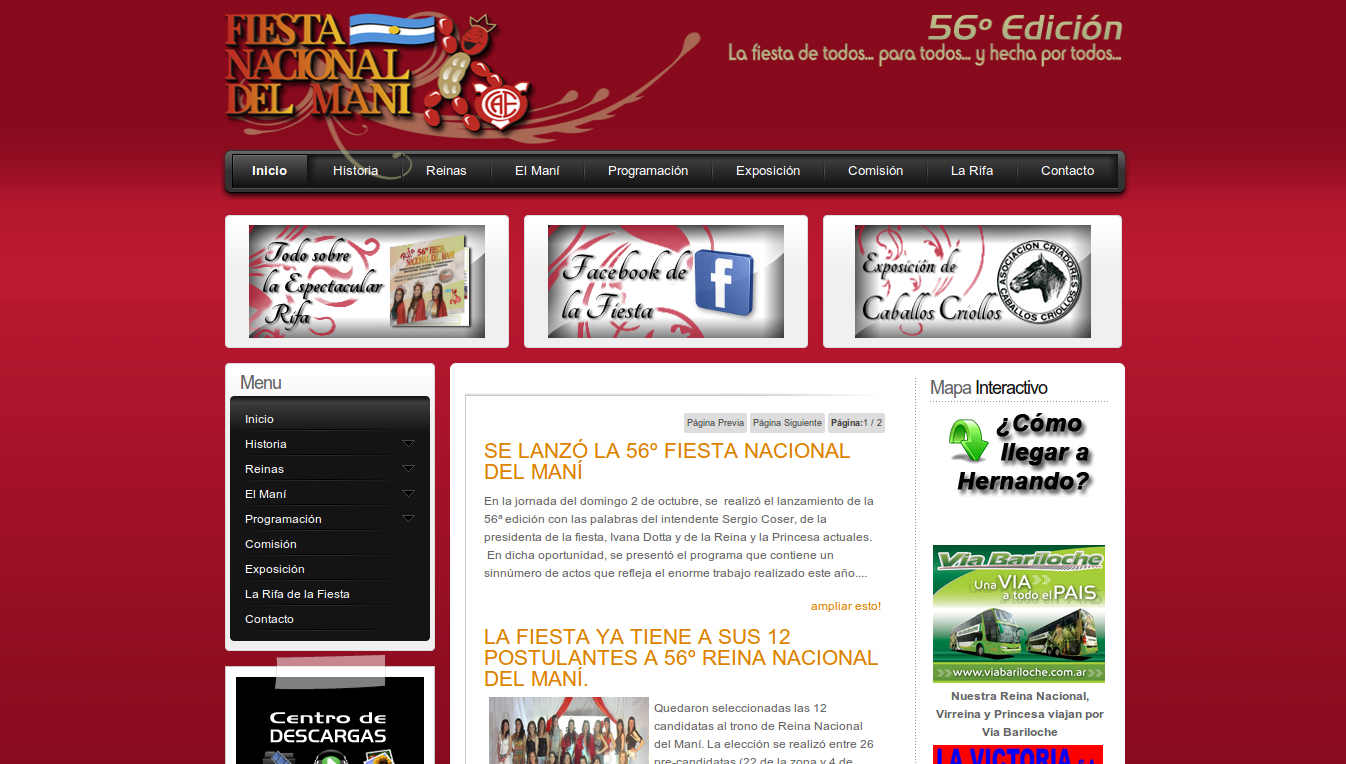 FIESTA
NACIONAL
DEL MANI
CAE
56º Edición
La fiesta de todos... para todos... y hecha por todos...
Inicio
Historia
Reinas
El Maní
Programación
Exposición
Comisión
La Rifa
Contacto
Todo sobre
la Espectacular
Rifa
56º FIESTA
NACIONAL DEL MANÍ
Facebook de
la Fiesta
f
Exposición de
Caballos Criollos
ASOCIACION CRIADORES
CABALLOS CRIOLLOS
Menu
Inicio
Historia
Reinas
El Maní
Programación
Comisión
Exposición
La Rifa de la Fiesta
Contacto
Centro de
DESCARGAS
Página Previa
Página Siguiente
Página:1 / 2
SE LANZÓ LA 56º FIESTA NACIONAL
DEL MANÍ
En la jornada del domingo 2 de octubre, se realizó el lanzamiento de la
56ª edición con las palabras del intendente Sergio Coser, de la
presidenta de la fiesta, Ivana Dotta y de la Reina y la Princesa actuales.
En dicha oportunidad, se presentó el programa que contiene un
sinnúmero de actos que refleja el enorme trabajo realizado este año....
ampliar esto!
LA FIESTA YA TIENE A SUS 12
POSTULANTES A 56º REINA NACIONAL
DEL MANÍ.
Quedaron seleccionadas las 12
candidatas al trono de Reina Nacional
del Maní. La elección se realizó entre 26
pre-candidatas (22 de la zona y 4 de
Mapa Interactivo
¿Cómo
llegar a
Hernando?
Via Bariloche
Una VIA
a todo el PAIS
www.viabariloche.com.ar
Nuestra Reina Nacional,
Virreina y Princesa viajan por
Via Bariloche
LA VICTORIA S.A.